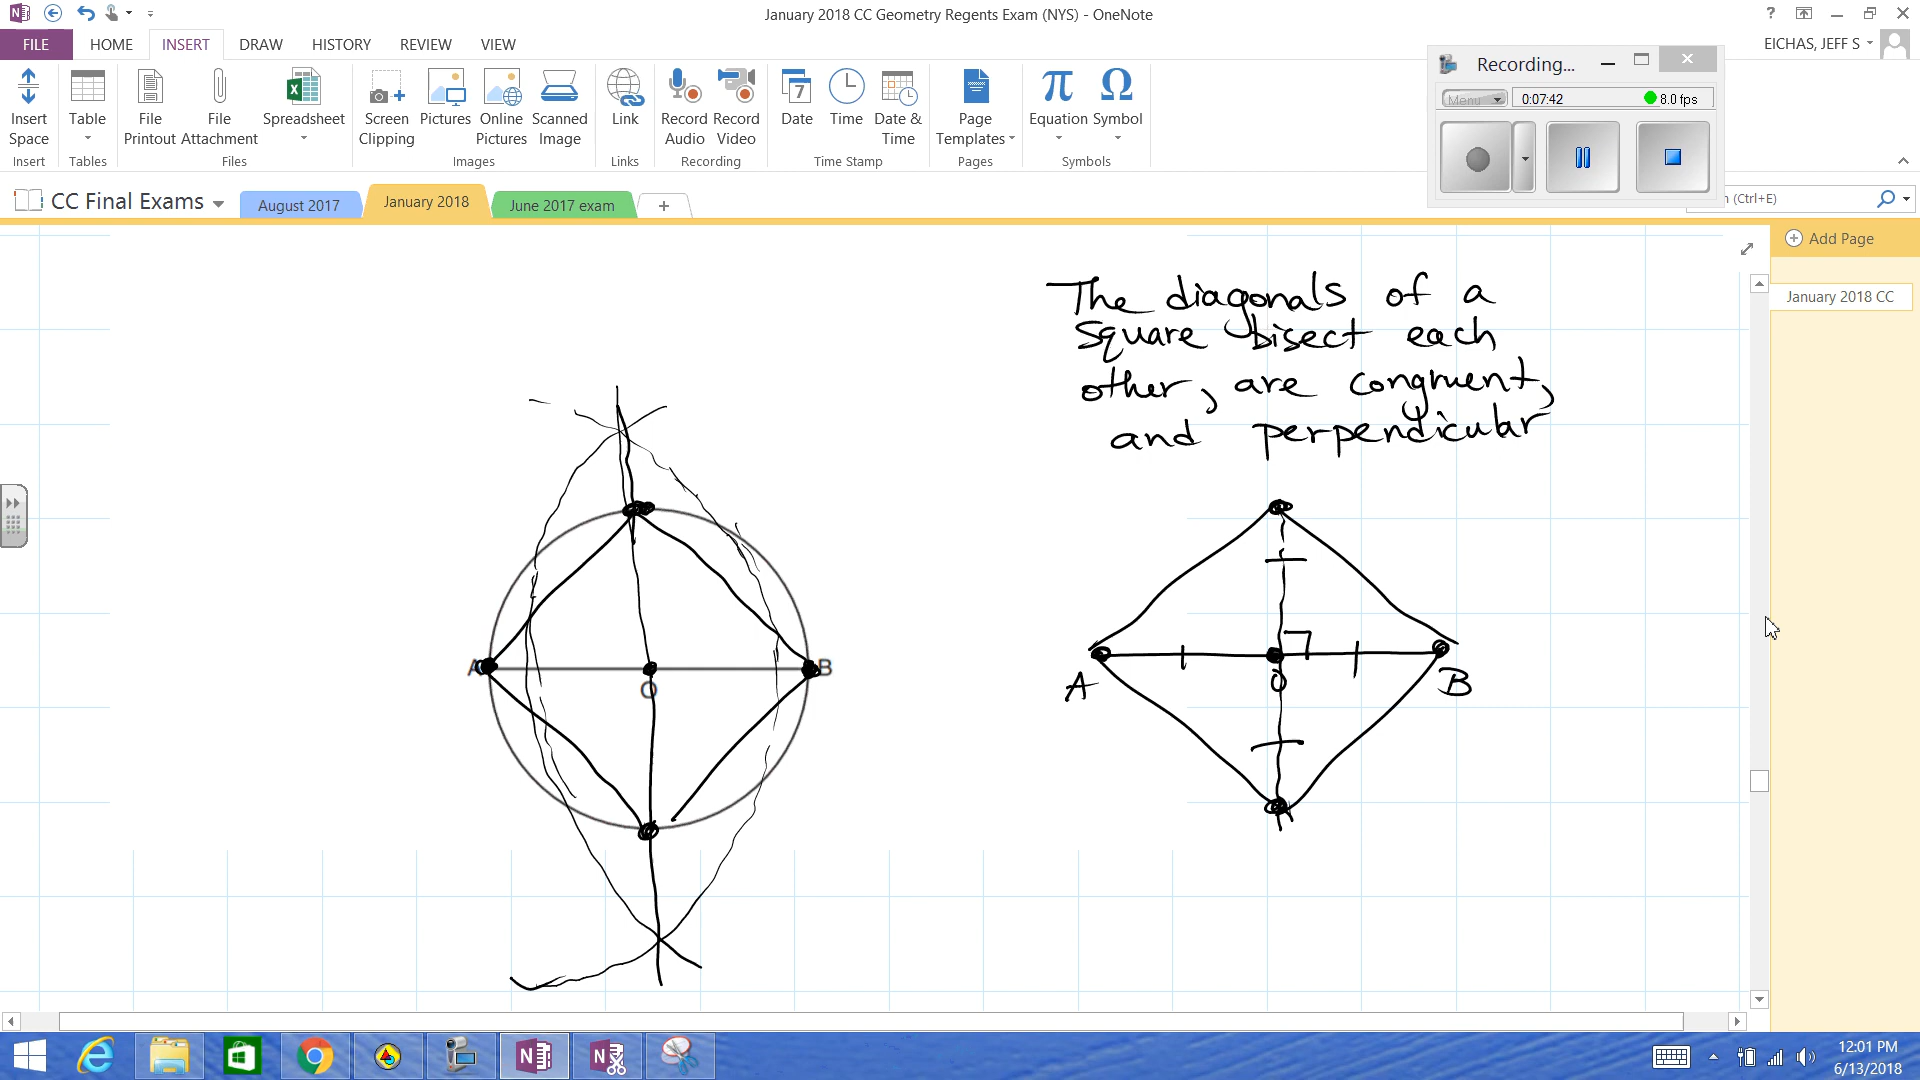 January 2018 CC Geometry Regents Exam (NYS) - OneNote
?
FILE HOME INSERT DRAW HISTORY REVIEW VIEW
EICHAS, JEFF S
Recording...
Menu 0:07:42 8.0 fps
Insert Space
Table
File Printout
File Attachment
Spreadsheet
Screen Clipping
Pictures
Online Pictures
Scanned Image
Link
Record Audio
Record Video
Date
Time
Date & Time
Page Templates
π Equation
Ω Symbol
Insert Tables Files Images Links Recording Time Stamp Pages Symbols
CC Final Exams August 2017 January 2018 June 2017 exam +
(Ctrl+E)
Add Page
January 2018 CC
The diagonals of a
square bisect each
other, are congruent,
and perpendicular
A O B
A O B
12:01 PM
6/13/2018